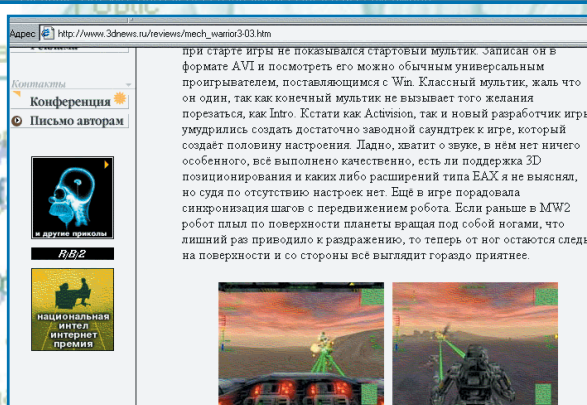 Адрес http://www.3dnews.ru/reviews/mech_warrior3-03.htm
Реклама
Контакты
Конференция
Письмо авторам
и другие приколы
R|B|2
национальная
интел
интернет
премия
при старте игры не показывался стартовый мультик. Записан он в
формате AVI и посмотреть его можно обычным универсальным
проигрывателем, поставляющимся с Win. Классный мультик, жаль что
он один, так как конечный мультик не вызывает того желания
порезаться, как Intro. Кстати как Activision, так и новый разработчик игры
умудрились создать достаточно заводной саундтрек к игре, который
создаёт половину настроения. Ладно, хватит о звуке, в нём нет ничего
особенного, всё выполнено качественно, есть ли поддержка 3D
позиционирования и каких либо расширений типа EAX я не выяснял,
но судя по отсутствию настроек нет. Ещё в игре порадовала
синхронизация шагов с передвижением робота. Если раньше в MW2
робот плыл по поверхности планеты вращая под собой ногами, что
лишний раз приводило к раздражению, то теперь от ног остаются следы
на поверхности и со стороны всё выглядит гораздо приятнее.